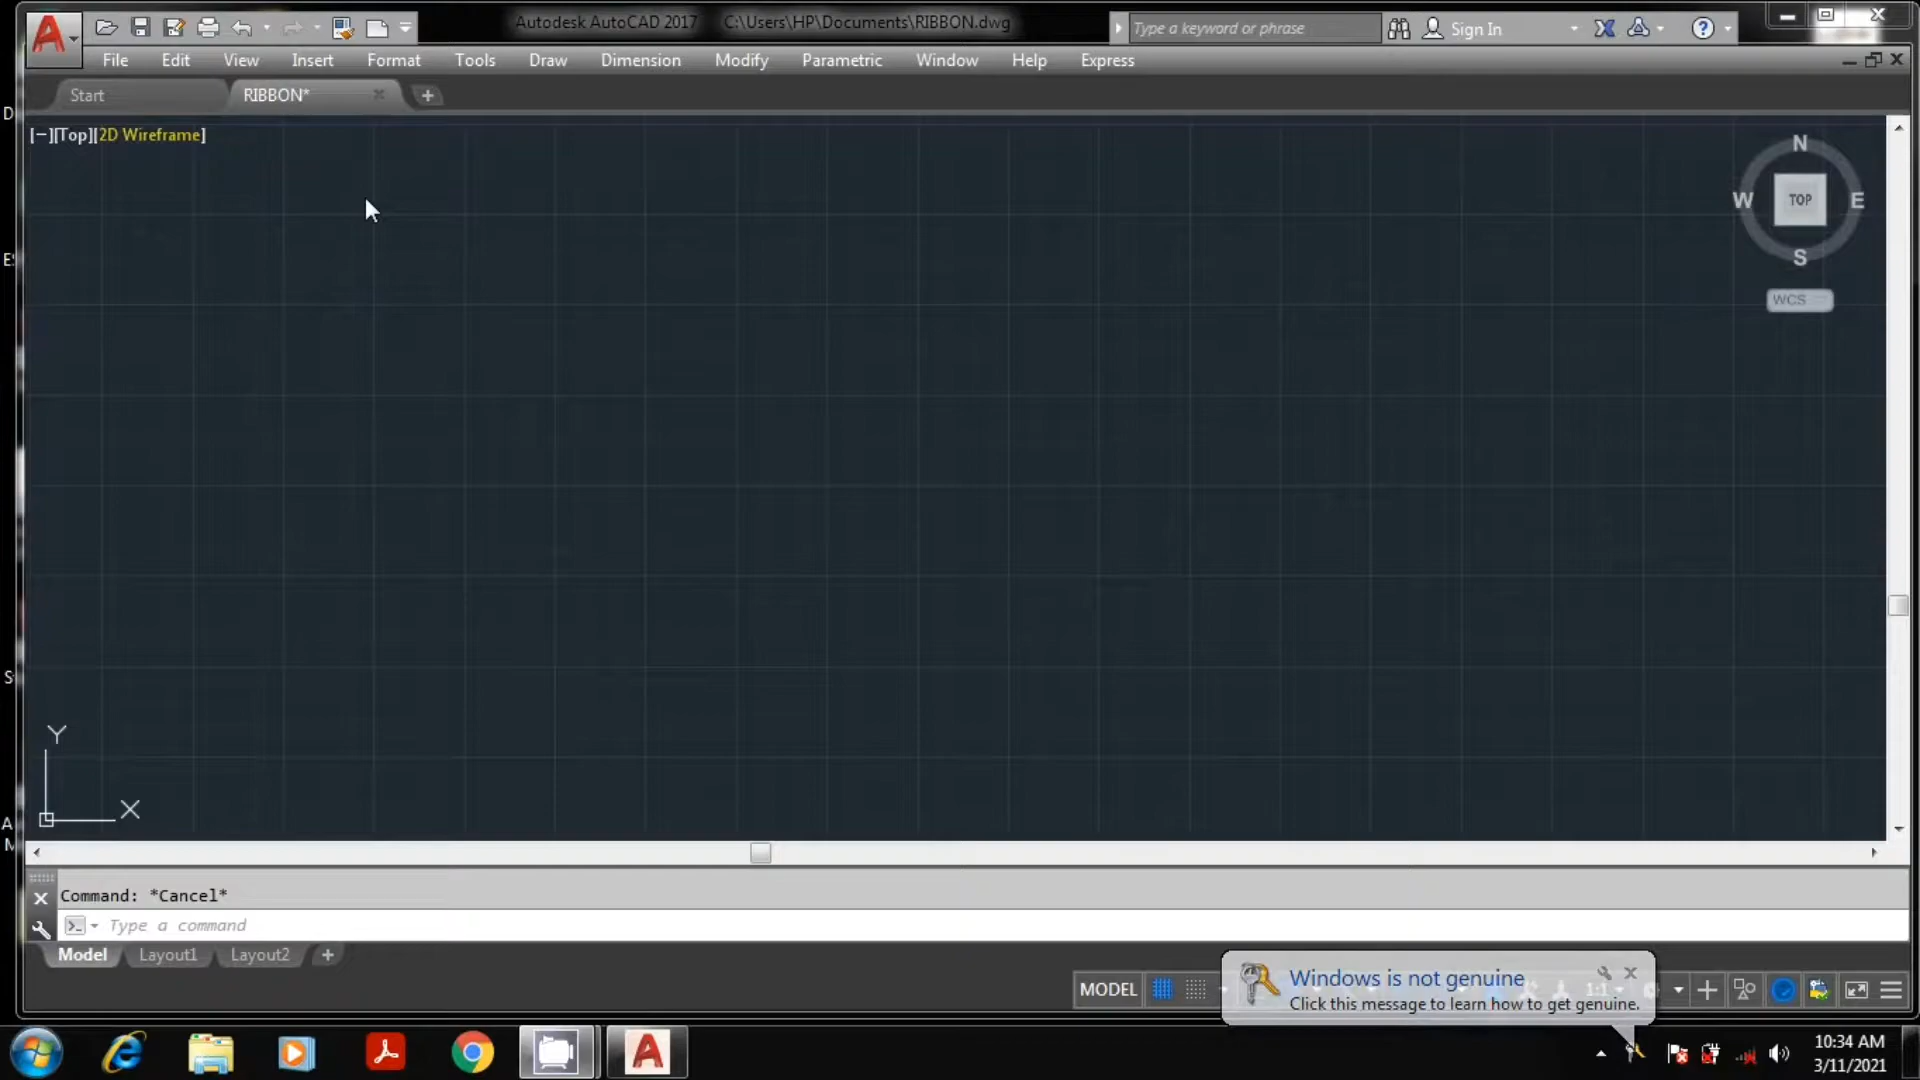 Autodesk AutoCAD 2017 C:\Users\HP\Documents\RIBBON.dwg
Type a keyword or phrase
Sign In
File Edit View Insert Format Tools Draw Dimension Modify Parametric Window Help Express
Start RIBBON*
[−][Top][2D Wireframe]
N
W TOP E
S
WCS
Y
X
Command: *Cancel*
Type a command
Model Layout1 Layout2
MODEL
1:1
Windows is not genuine
Click this message to learn how to get genuine.
10:34 AM
3/11/2021